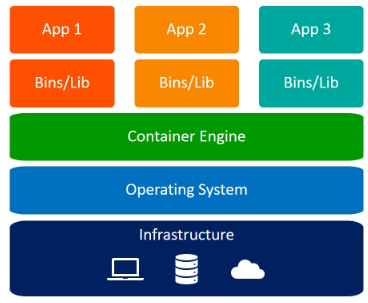 App 1 App 2 App 3
Bins/Lib Bins/Lib Bins/Lib
Container Engine
Operating System
Infrastructure